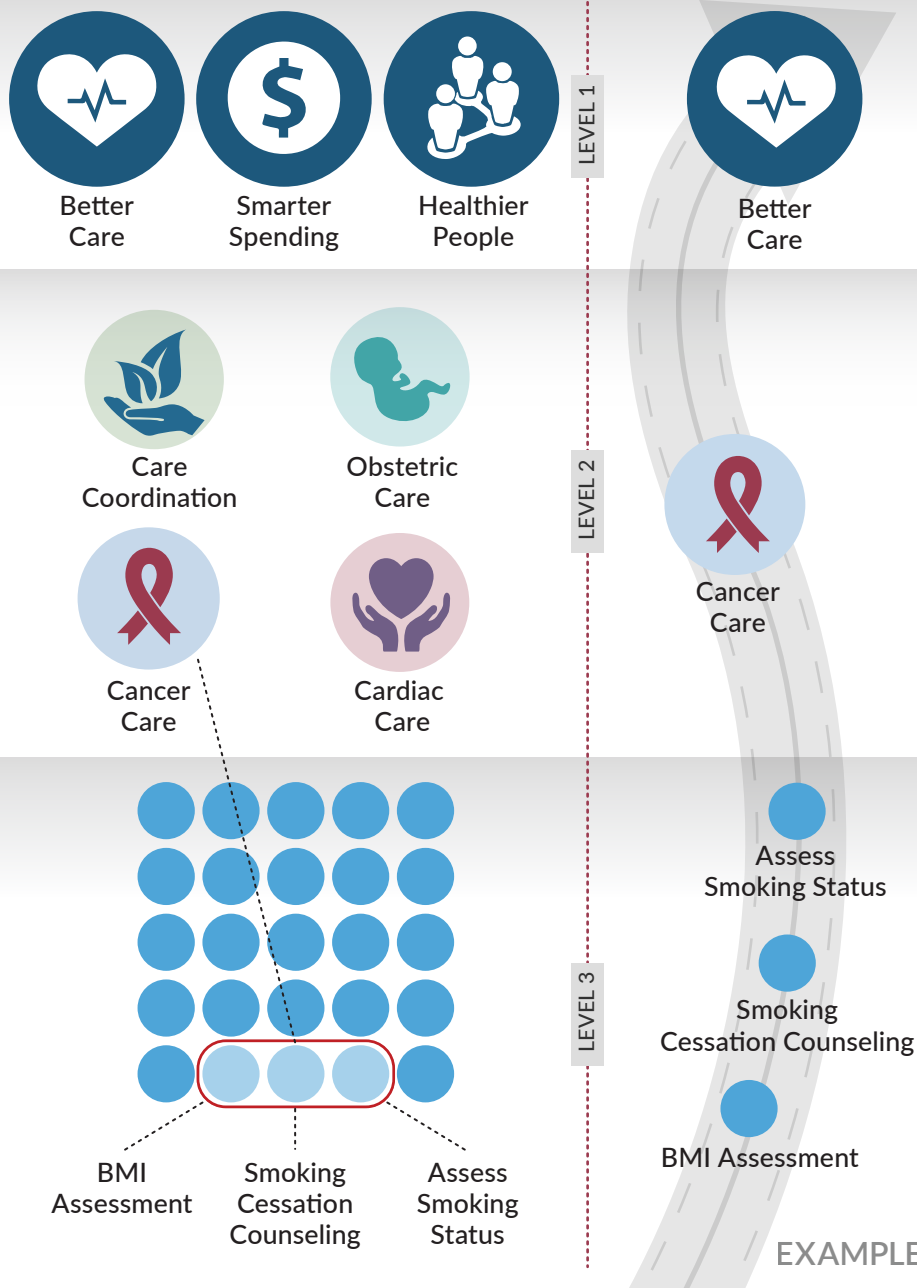 Better
Care
Smarter
Spending
Healthier
People
LEVEL 1
Better
Care
Care
Coordination
Obstetric
Care
Cancer
Care
Cardiac
Care
LEVEL 2
Cancer
Care
BMI
Assessment
Smoking
Cessation
Counseling
Assess
Smoking
Status
LEVEL 3
Assess
Smoking Status
Smoking
Cessation Counseling
BMI Assessment
EXAMPLE